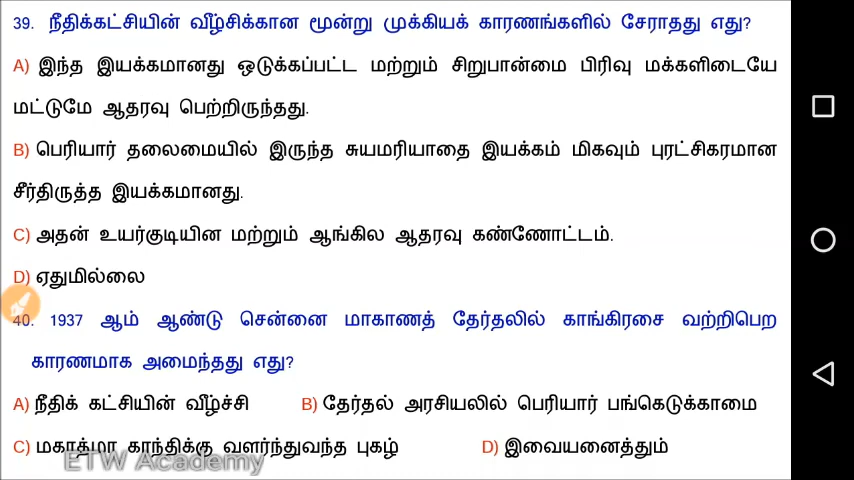 39. நீதிக்கட்சியின் வீழ்சிக்கான மூன்று முக்கியக் காரணங்களில் சேராதது எது?
A) இந்த இயக்கமானது ஒடுக்கப்பட்ட மற்றும் சிறுபான்மை பிரிவு மக்களிடையே
மட்டுமே ஆதரவு பெற்றிருந்தது.
B) பெரியார் தலைமையில் இருந்த சுயமரியாதை இயக்கம் மிகவும் புரட்சிகரமான
சீர்திருத்த இயக்கமானது.
C) அதன் உயர்குடியின மற்றும் ஆங்கில ஆதரவு கண்ணோட்டம்.
D) ஏதுமில்லை
40. 1937 ஆம் ஆண்டு சென்னை மாகாணத் தேர்தலில் காங்கிரசை வற்றிபெற
காரணமாக அமைந்தது எது?
A) நீதிக் கட்சியின் வீழ்ச்சி B) தேர்தல் அரசியலில் பெரியார் பங்கெடுக்காமை
C) மகாத்மா காந்திக்கு வளர்ந்துவந்த புகழ் D) இவையனைத்தும்
ETW Academy